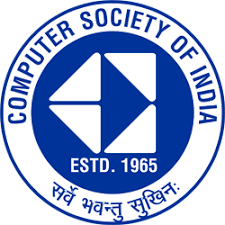 COMPUTER SOCIETY OF INDIA
ESTD. 1965
सर्वे भवन्तु सुखिनः